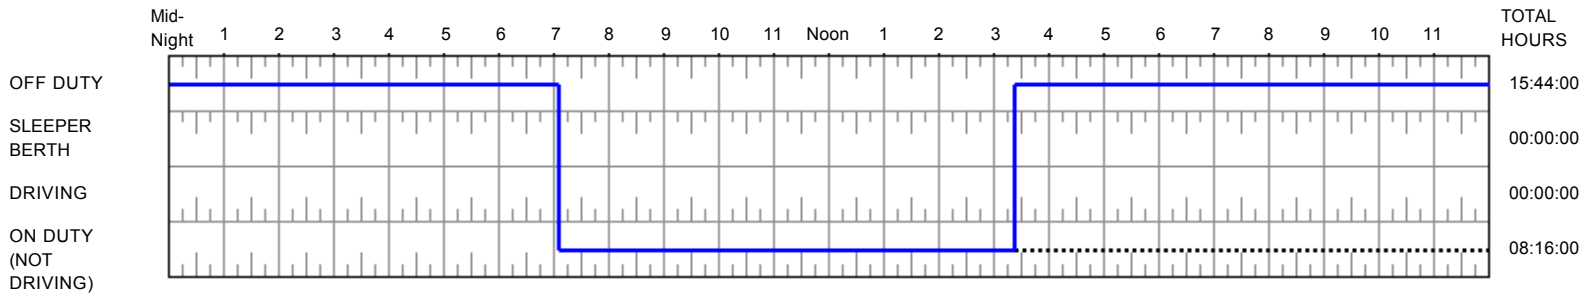 Mid-
Night 1 2 3 4 5 6 7 8 9 10 11 Noon 1 2 3 4 5 6 7 8 9 10 11
TOTAL
HOURS
OFF DUTY 15:44:00
SLEEPER
BERTH 00:00:00
DRIVING 00:00:00
ON DUTY
(NOT
DRIVING) 08:16:00